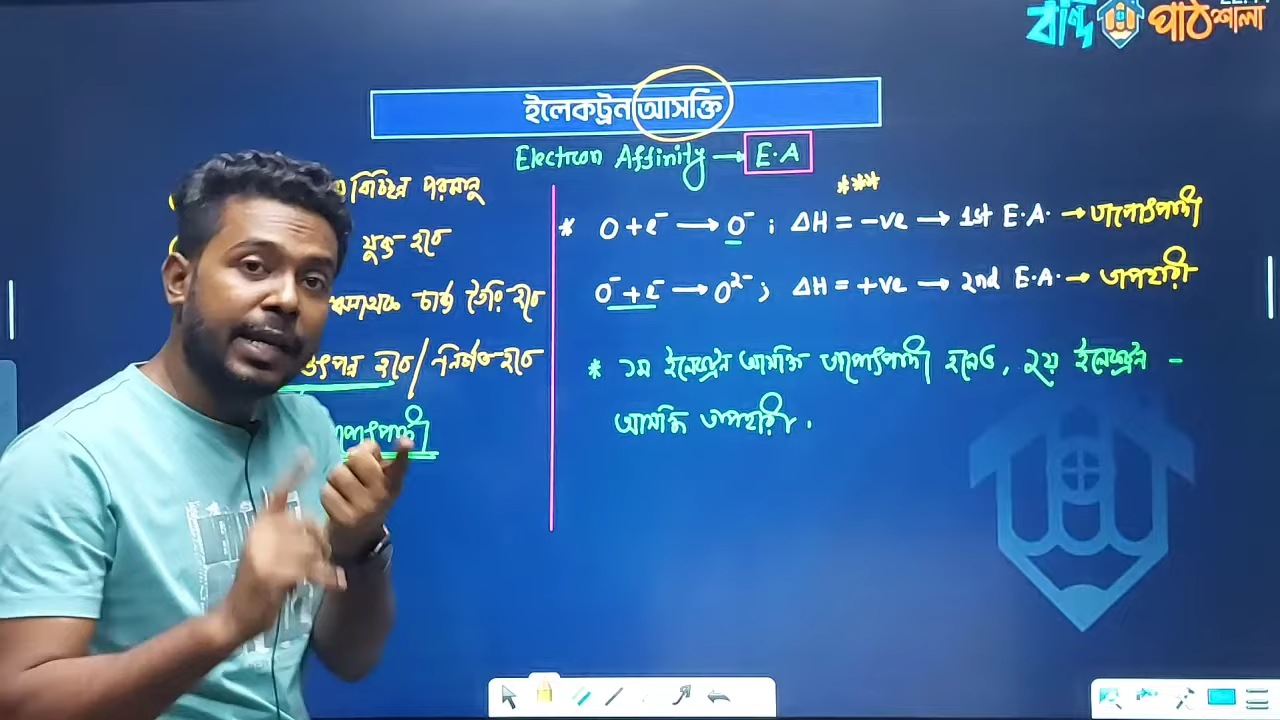 বন্দি পাঠশালা
ইলেকট্রন আসক্তি
Electron Affinity → E.A
বিচ্ছিন্ন পরমানু
যুক্ত হবে
চার্জ তৈরি হবে
উৎপন্ন হবে / নির্গত হবে
***
* O + e⁻ → O⁻ ; ΔH = -ve → 1st E.A. → তাপোৎপাদী
O⁻ + e⁻ → O²⁻ ; ΔH = +ve → 2nd E.A. → তাপহারী
* ১ম ইলেকট্রন আসক্তি তাপোৎপাদী হলেও, ২য় ইলেকট্রন -
আসক্তি তাপহারী.